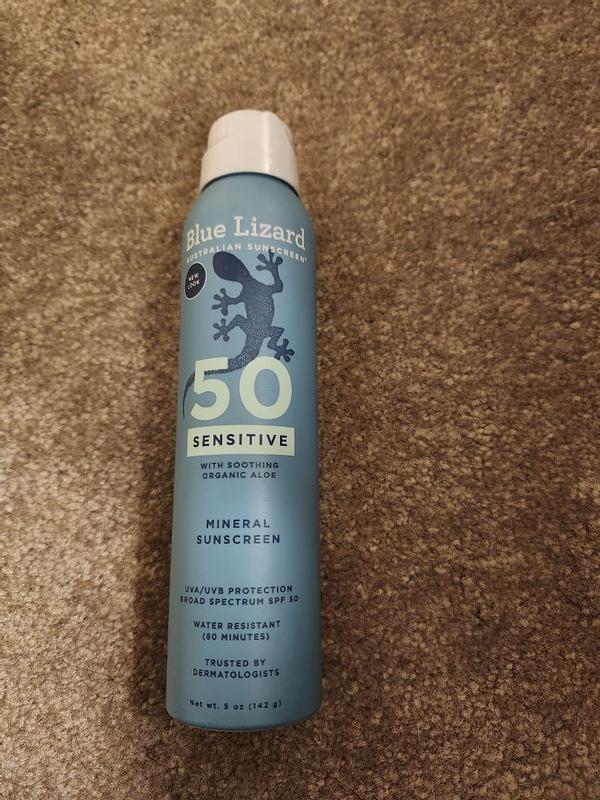 Blue Lizard
AUSTRALIAN SUNSCREEN®
NEW
LOOK
50
SENSITIVE
WITH SOOTHING
ORGANIC ALOE
MINERAL
SUNSCREEN
UVA/UVB PROTECTION
BROAD SPECTRUM SPF 50
WATER RESISTANT
(80 MINUTES)
TRUSTED BY
DERMATOLOGISTS
Net wt. 5 oz (142 g)